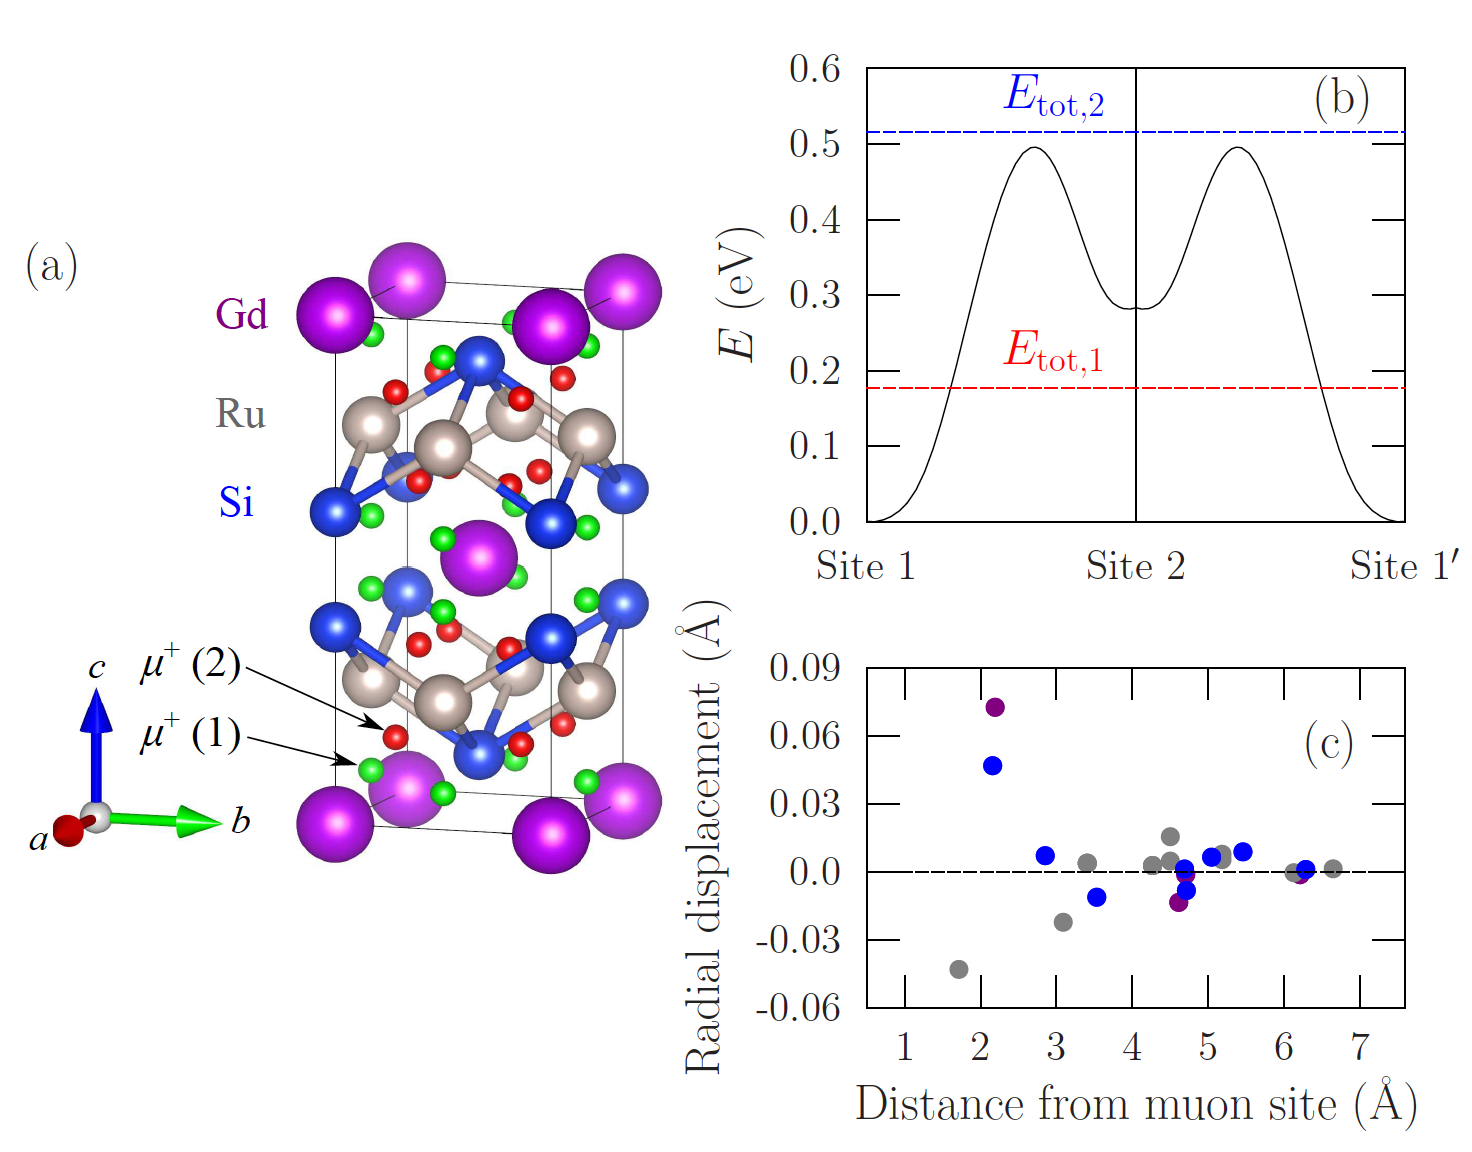 (a)
Gd
Ru
Si
μ⁺ (2)
μ⁺ (1)
c
b
a
(b)
E_tot,2
E_tot,1
E (eV)
0.6
0.5
0.4
0.3
0.2
0.1
0.0
Site 1 Site 2 Site 1′
(c)
Radial displacement (Å)
0.09
0.06
0.03
0.0
-0.03
-0.06
1 2 3 4 5 6 7
Distance from muon site (Å)